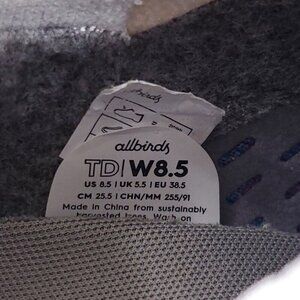 allbirds
allbirds
TD|W8.5
US 8.5 | UK 5.5 | EU 38.5
CM 25.5 | CHN/MM 255/91
Made in China from sustainably
harvested trees. Wash on